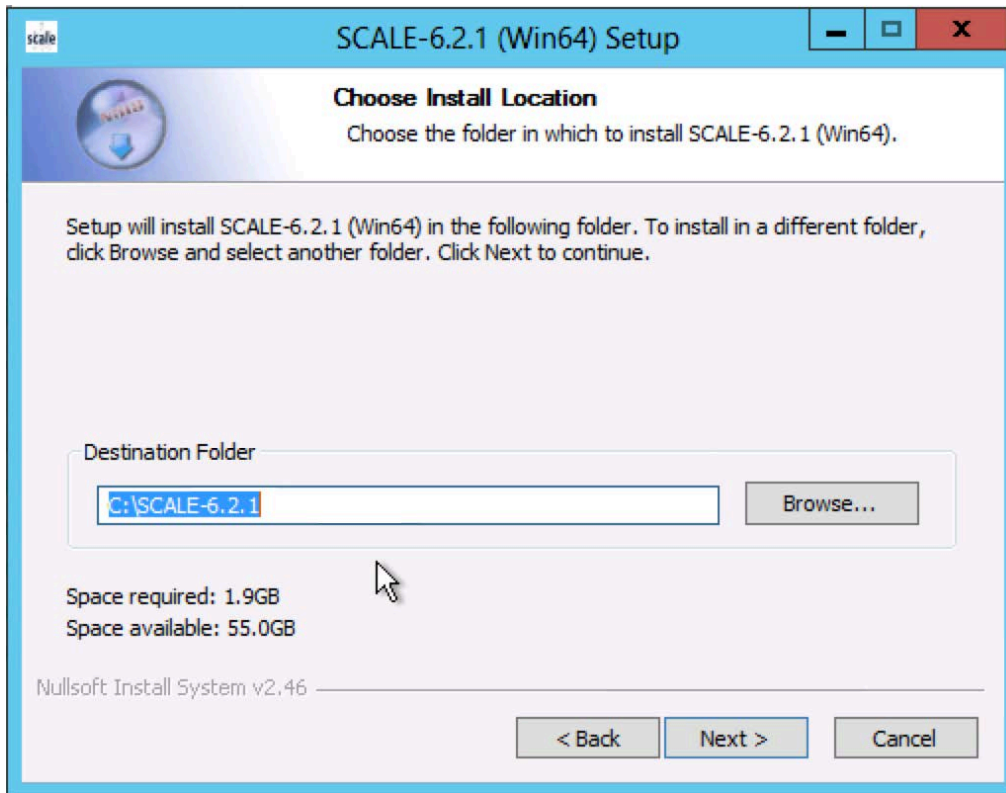 scale
SCALE-6.2.1 (Win64) Setup
X
Choose Install Location
Choose the folder in which to install SCALE-6.2.1 (Win64).
Setup will install SCALE-6.2.1 (Win64) in the following folder. To install in a different folder,
click Browse and select another folder. Click Next to continue.
Destination Folder
C:\SCALE-6.2.1
Browse...
Space required: 1.9GB
Space available: 55.0GB
Nullsoft Install System v2.46
< Back
Next >
Cancel